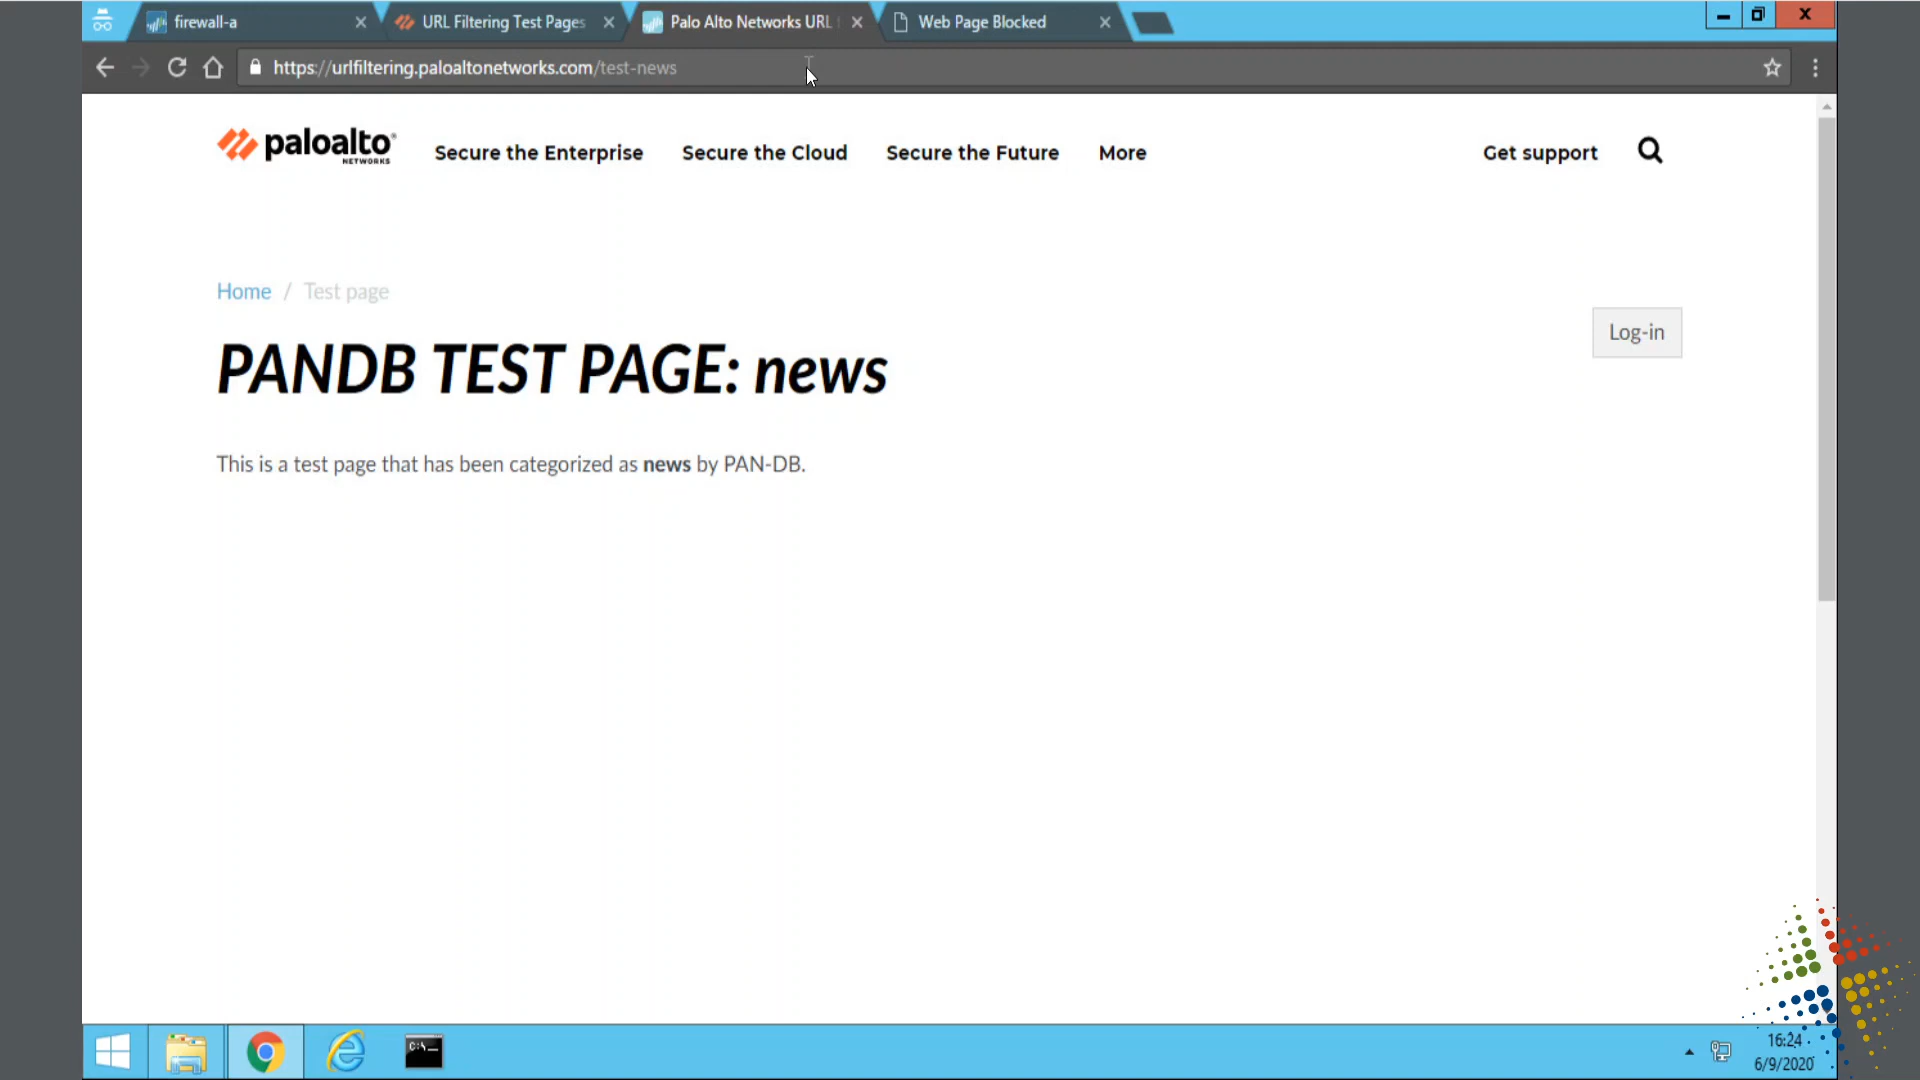 firewall-a
URL Filtering Test Pages
Palo Alto Networks URL
Web Page Blocked
https://urlfiltering.paloaltonetworks.com/test-news
paloalto
NETWORKS
Secure the Enterprise
Secure the Cloud
Secure the Future
More
Get support
Home / Test page
Log-in
PANDB TEST PAGE: news
This is a test page that has been categorized as news by PAN-DB.
C:\
16:24
6/9/2020